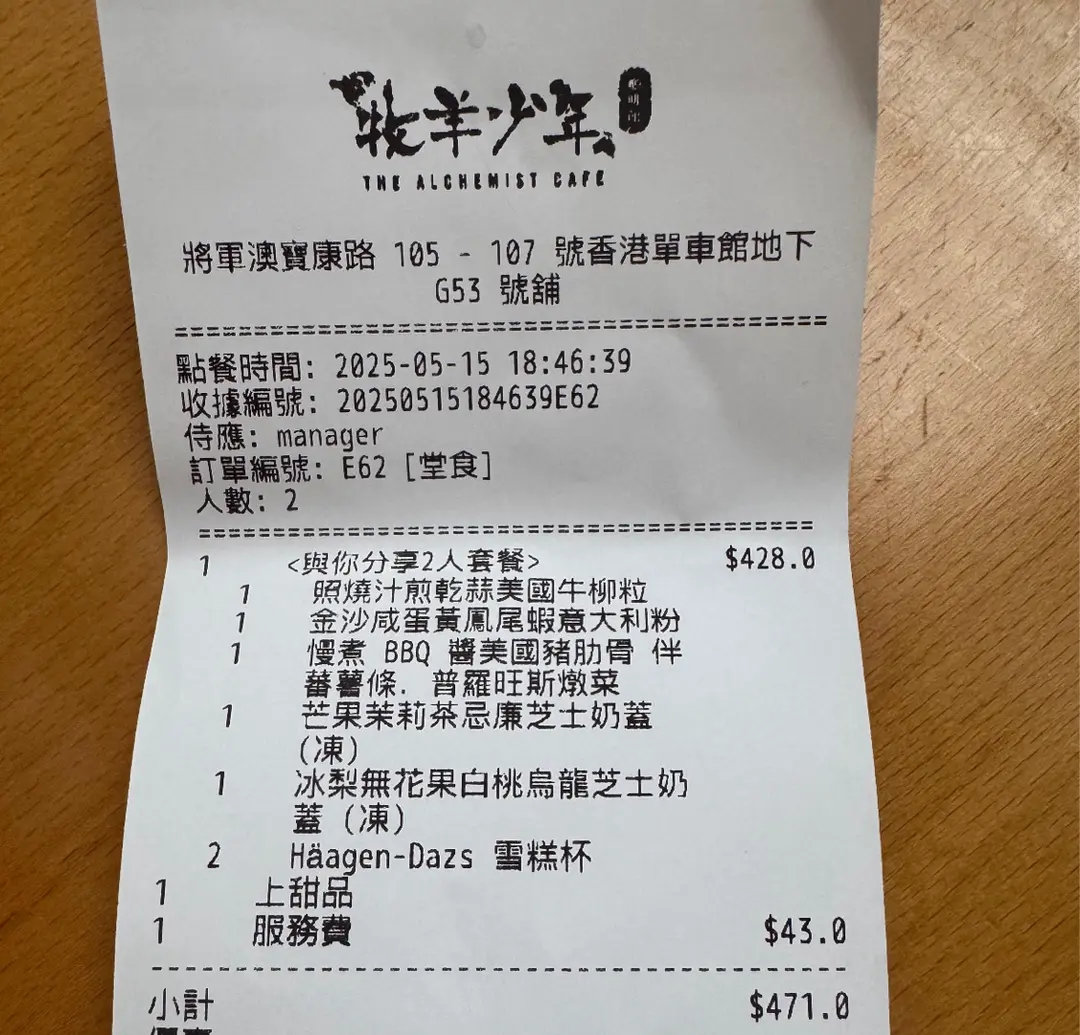 牧羊少年
THE ALCHEMIST CAFE
將軍澳寶康路 105 - 107 號香港單車館地下
G53 號舖
點餐時間: 2025-05-15 18:46:39
收據編號: 20250515184639E62
侍應: manager
訂單編號: E62 [堂食]
人數: 2
1 <與你分享2人套餐> $428.0
1 照燒汁煎乾蒜美國牛柳粒
1 金沙咸蛋黃鳳尾蝦意大利粉
1 慢煮 BBQ 醬美國豬肋骨 伴
蕃薯條. 普羅旺斯燉菜
1 芒果茉莉茶忌廉芝士奶蓋
(凍)
1 冰梨無花果白桃烏龍芝士奶
蓋 (凍)
2 Häagen-Dazs 雪糕杯
1 上甜品
1 服務費 $43.0
小計 $471.0